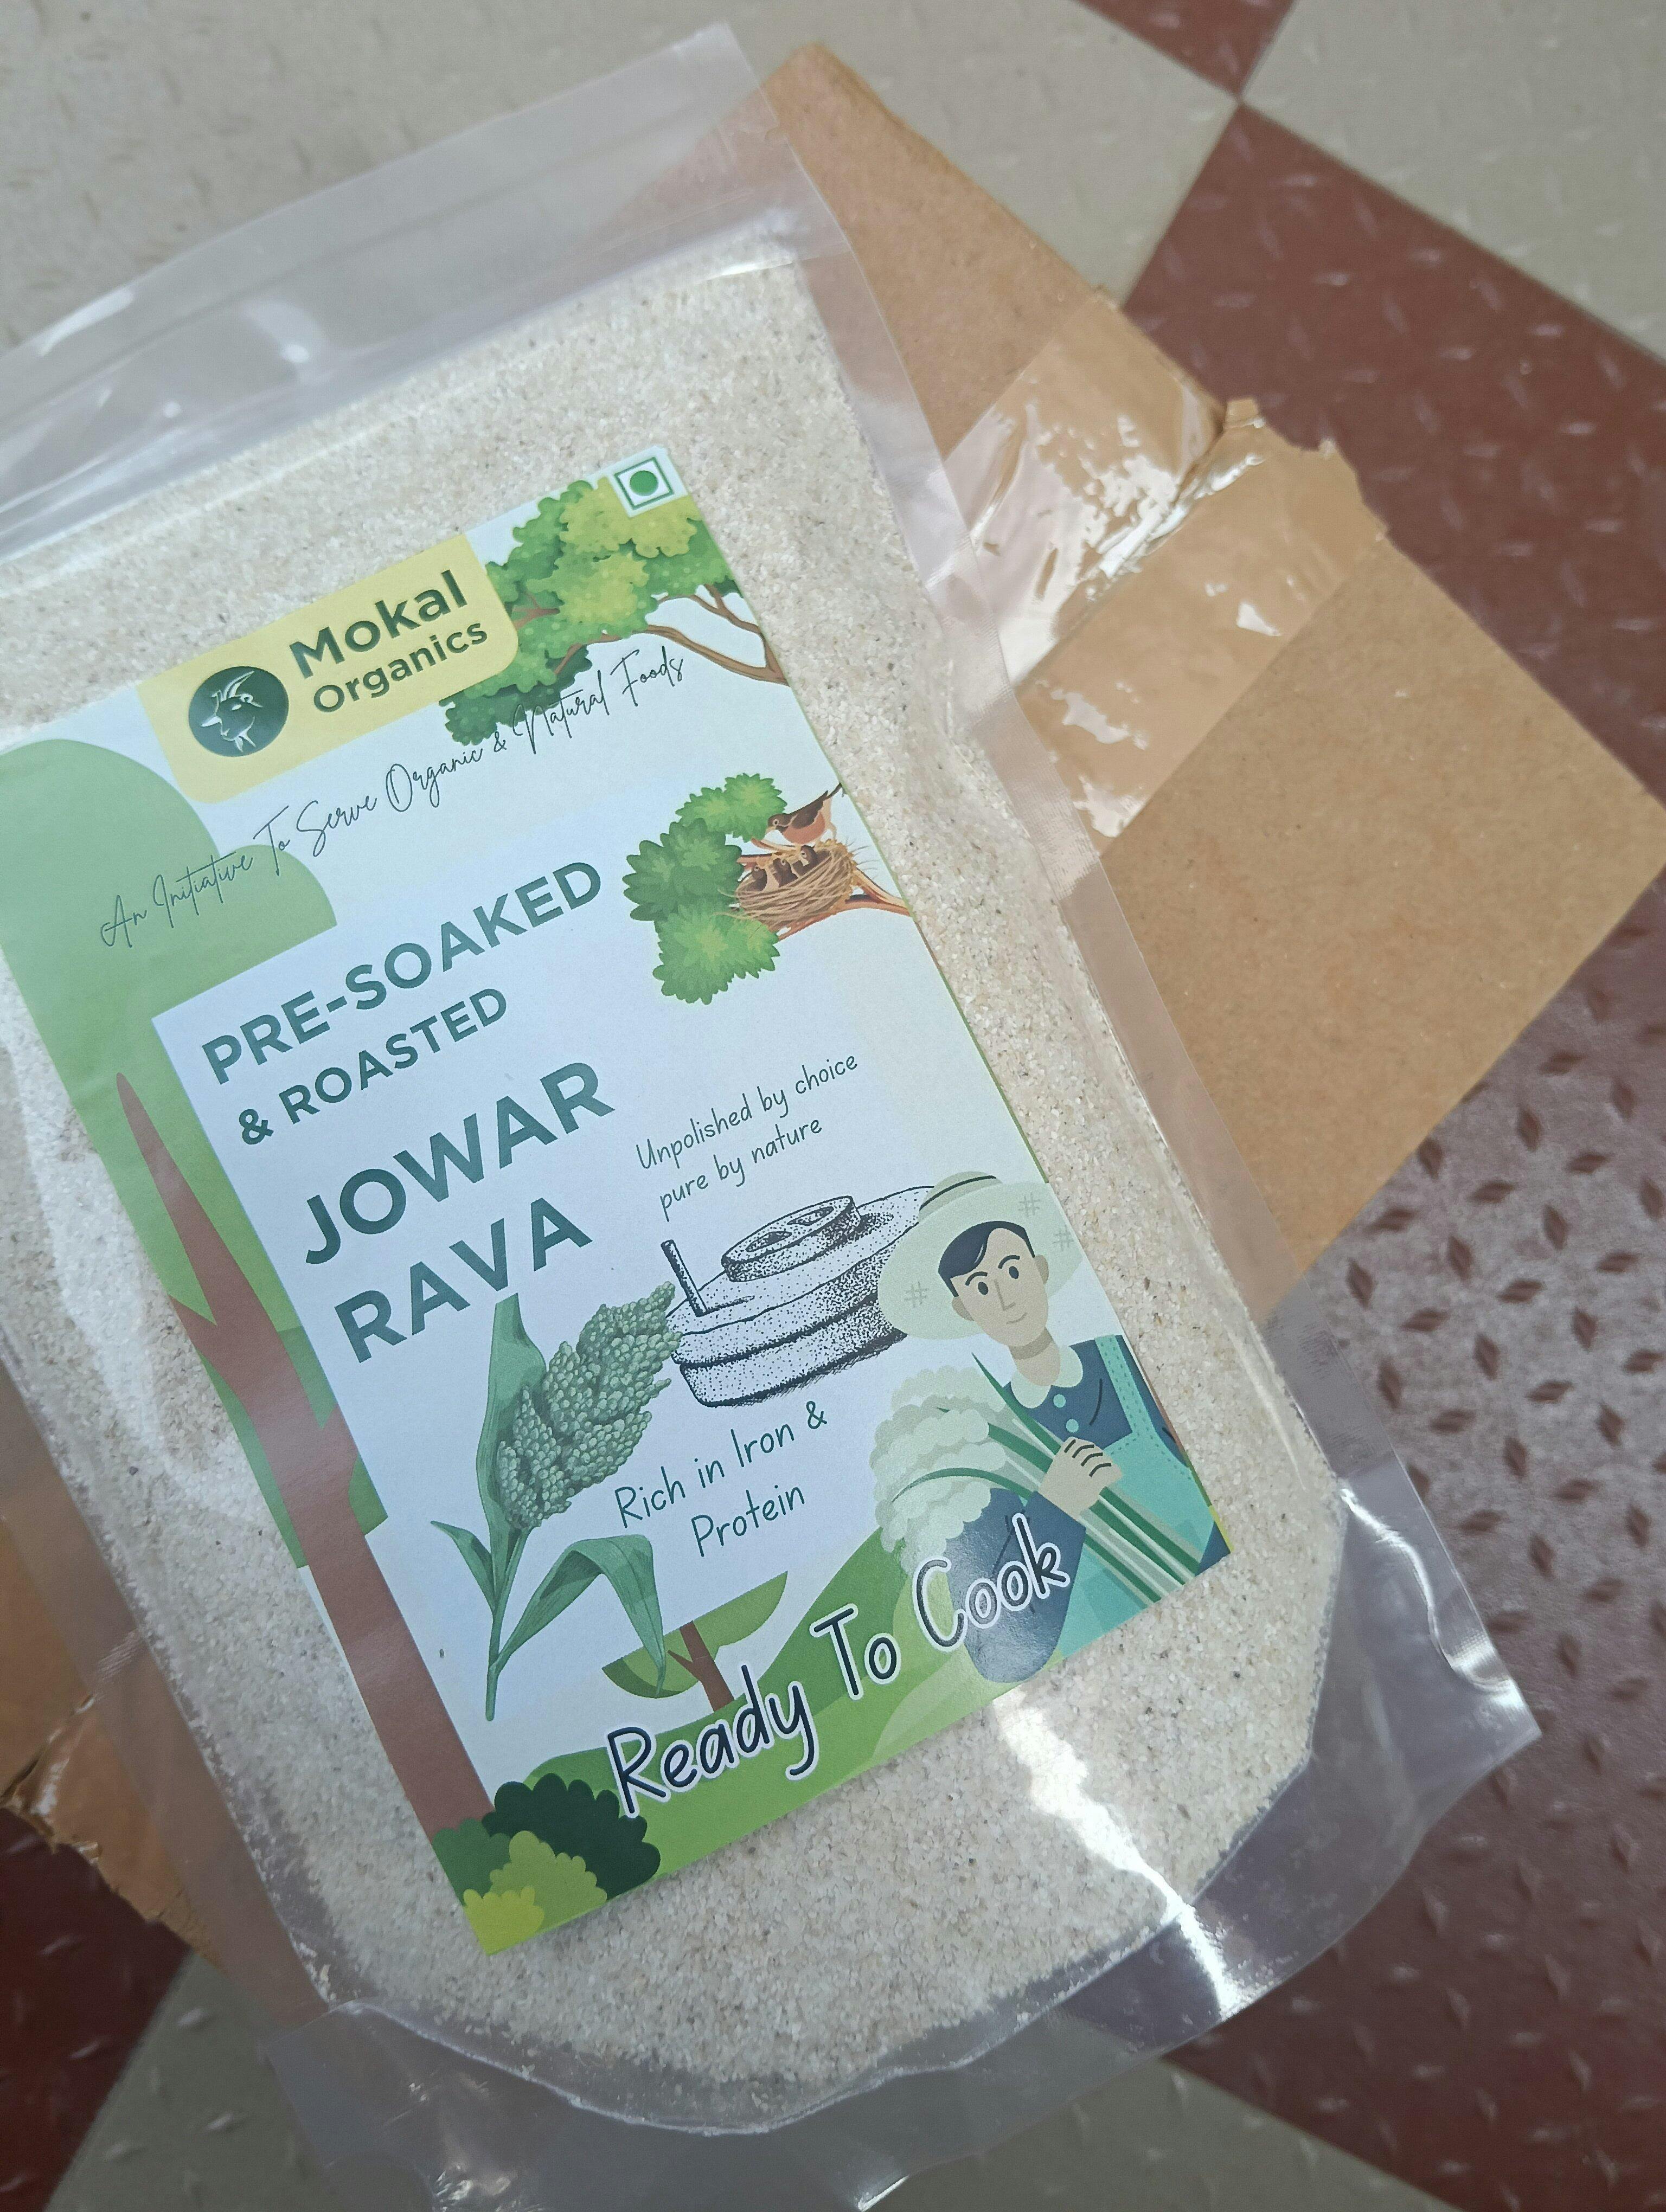 Mokal
Organics
An Initiative To Serve Organic & Natural Foods
PRE-SOAKED
& ROASTED
JOWAR
RAVA
Unpolished by choice
pure by nature
Rich in Iron &
Protein
Ready To Cook